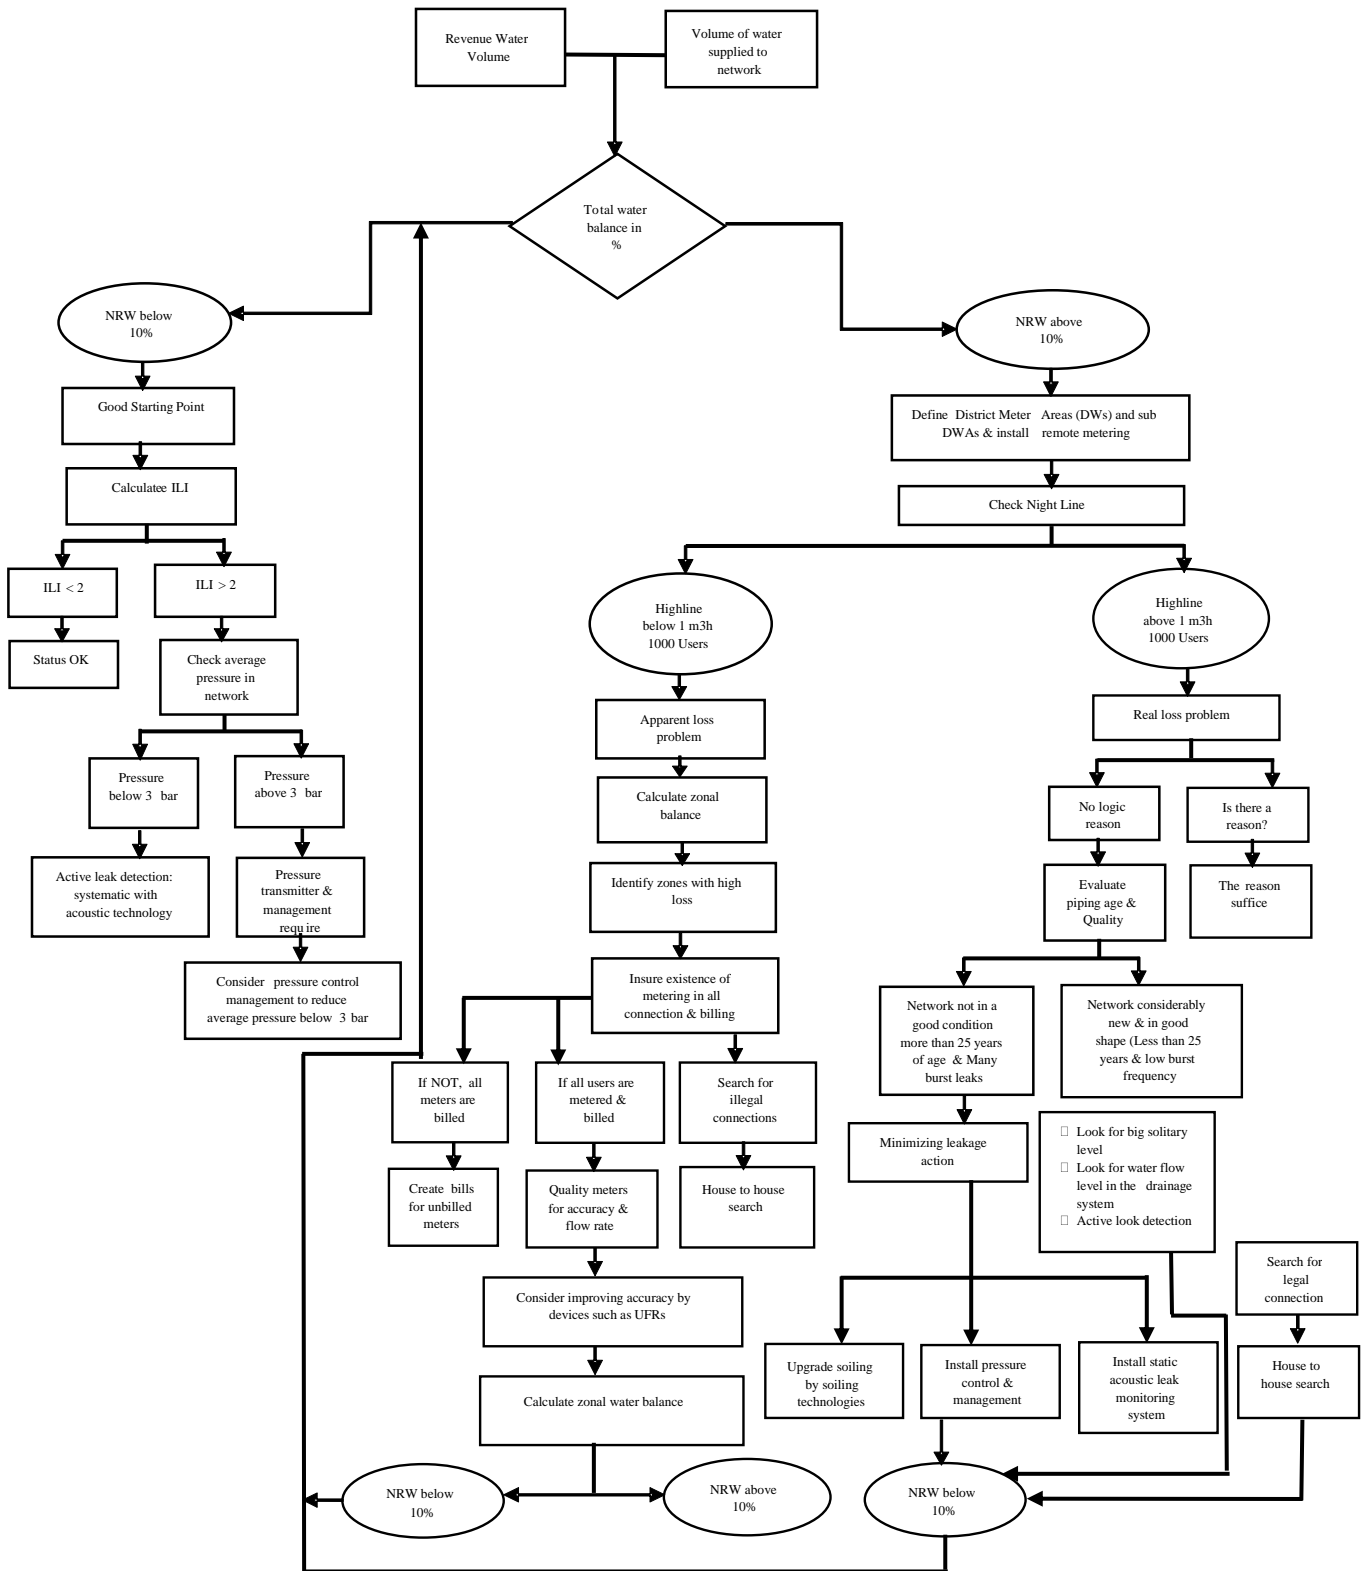 Revenue Water
Volume
Volume of water
supplied to
network
Total water
balance in
%
NRW below
10%
NRW above
10%
Good Starting Point
Define District Meter Areas (DWs) and sub
DWAs & install remote metering
Calculatee ILI
Check Night Line
ILI < 2
ILI > 2
Highline
below 1 m3h
1000 Users
Highline
above 1 m3h
1000 Users
Status OK
Check average
pressure in
network
Apparent loss
problem
Real loss problem
Pressure
below 3 bar
Pressure
above 3 bar
Calculate zonal
balance
No logic
reason
Is there a
reason?
Active leak detection:
systematic with
acoustic technology
Pressure
transmitter &
management
require
Identify zones with high
loss
Evaluate
piping age &
Quality
The reason
suffice
Consider pressure control
management to reduce
average pressure below 3 bar
Insure existence of
metering in all
connection & billing
Network not in a
good condition
more than 25 years
of age & Many
burst leaks
Network considerably
new & in good
shape (Less than 25
years & low burst
frequency
If NOT, all
meters are
billed
If all users are
metered &
billed
Search for
illegal
connections
Minimizing leakage
action
Look for big solitary
level
Look for water flow
level in the drainage
system
Active look detection
Create bills
for unbilled
meters
Quality meters
for accuracy &
flow rate
House to house
search
Search for
legal
connection
Consider improving accuracy by
devices such as UFRs
Upgrade soiling
by soiling
technologies
Install pressure
control &
management
Install static
acoustic leak
monitoring
system
House to
house search
Calculate zonal water balance
NRW below
10%
NRW above
10%
NRW below
10%